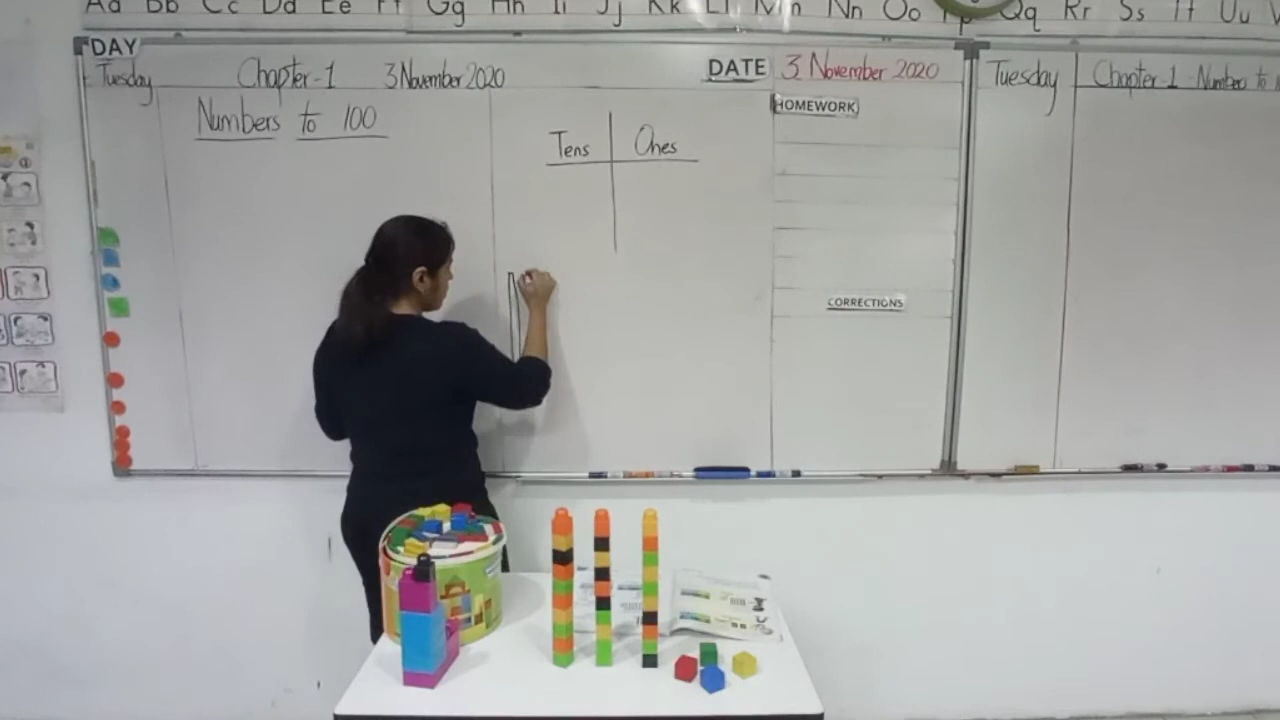 Aa Bb Cc Dd Ee Ff Gg Hh Ii Jj Kk Ll Mm Nn Oo Pp Qq Rr Ss Tt Uu
DAY
Tuesday Chapter-1 3 November 2020 DATE 3 November 2020
Numbers to 100
Tens Ones
HOMEWORK
CORRECTIONS
Tuesday Chapter 1 Numbers to